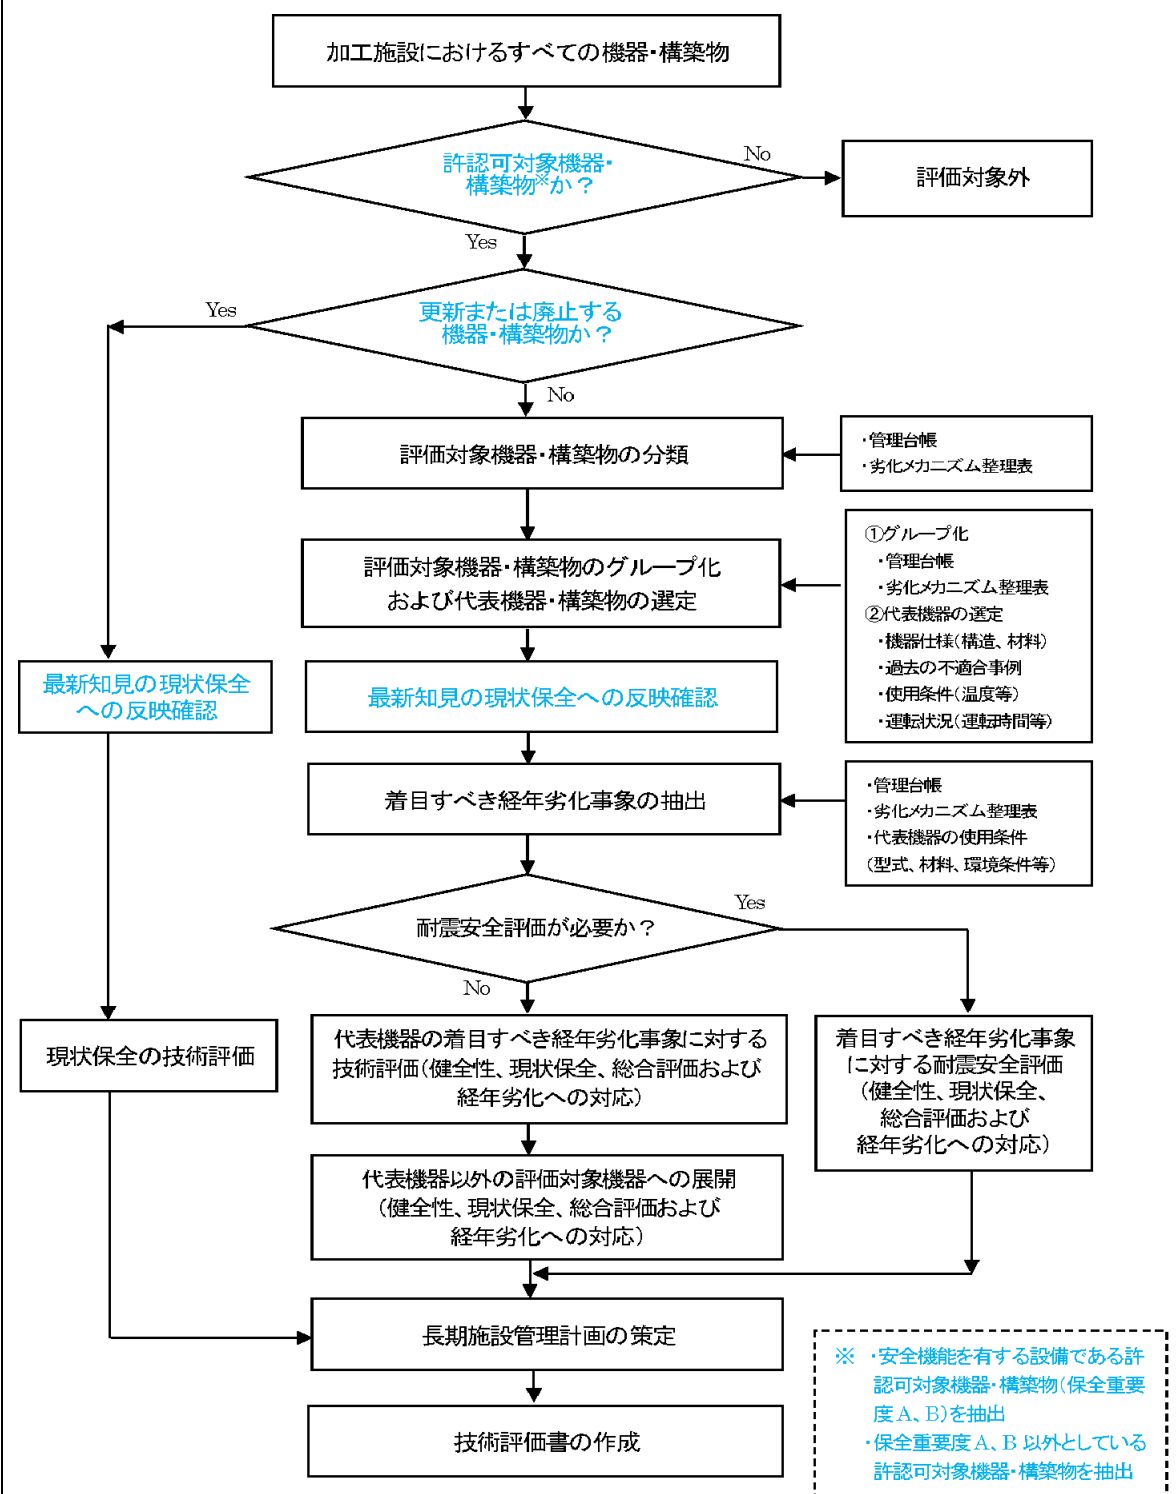 加工施設におけるすべての機器・構築物
許認可対象機器・
構築物※か？
No
評価対象外
Yes
更新または廃止する
機器・構築物か？
Yes
No
評価対象機器・構築物の分類
・管理台帳
・劣化メカニズム整理表
評価対象機器・構築物のグループ化
および代表機器・構築物の選定
①グループ化
・管理台帳
・劣化メカニズム整理表
②代表機器の選定
・機器仕様（構造、材料）
・過去の不適合事例
・使用条件（温度等）
・運転状況（運転時間等）
最新知見の現状保全
への反映確認
最新知見の現状保全への反映確認
着目すべき経年劣化事象の抽出
・管理台帳
・劣化メカニズム整理表
・代表機器の使用条件
（型式、材料、環境条件等）
耐震安全評価が必要か？
Yes
No
現状保全の技術評価
代表機器の着目すべき経年劣化事象に対する
技術評価（健全性、現状保全、総合評価および
経年劣化への対応）
着目すべき経年劣化事象
に対する耐震安全評価
（健全性、現状保全、
総合評価および
経年劣化への対応）
代表機器以外の評価対象機器への展開
（健全性、現状保全、総合評価および
経年劣化への対応）
長期施設管理計画の策定
技術評価書の作成
※ ・安全機能を有する設備である許
認可対象機器・構築物（保全重要
度 A、B）を抽出
・保全重要度 A、B 以外としている
許認可対象機器・構築物を抽出